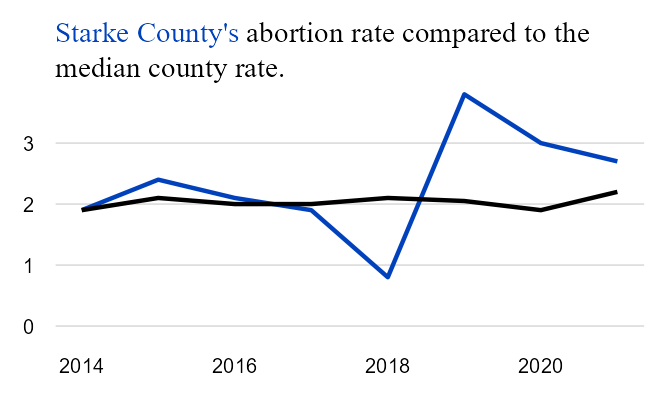 Starke County's abortion rate compared to the
median county rate.
3
2
1
0
2014 2016 2018 2020